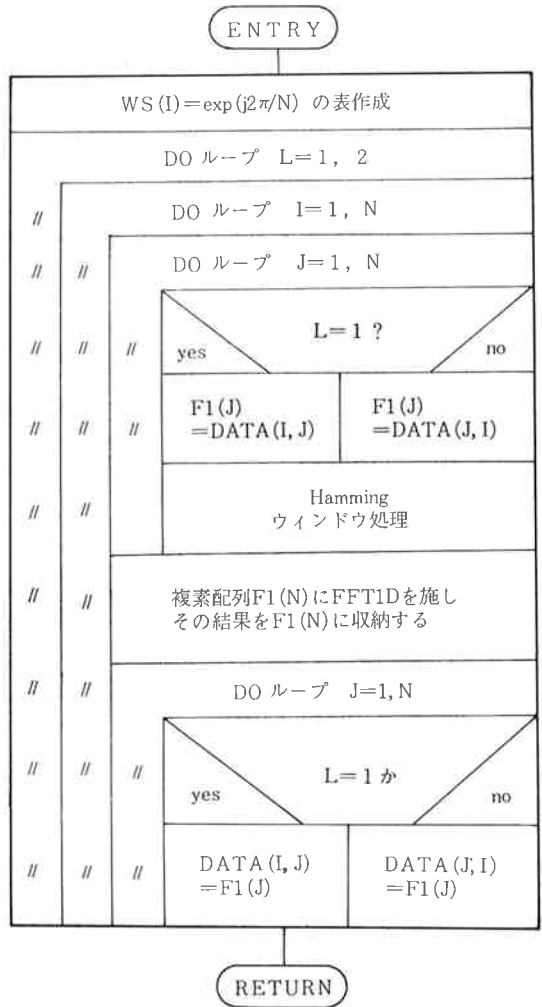 ENTRY
WS(I)=exp(j2π/N) の表作成
DO ループ L=1, 2
〃 DO ループ I=1, N
〃 〃 DO ループ J=1, N
〃 〃 〃 yes L=1 ? no
〃 〃 〃 F1(J) =DATA(I, J) F1(J) =DATA(J, I)
〃 〃 Hamming
ウィンドウ処理
〃 〃 複素配列F1(N)にFFT1Dを施し
その結果をF1(N)に収納する
〃 〃 DO ループ J=1, N
〃 〃 〃 yes L=1 か no
〃 〃 〃 DATA(I, J) =F1(J) DATA(J, I) =F1(J)
RETURN